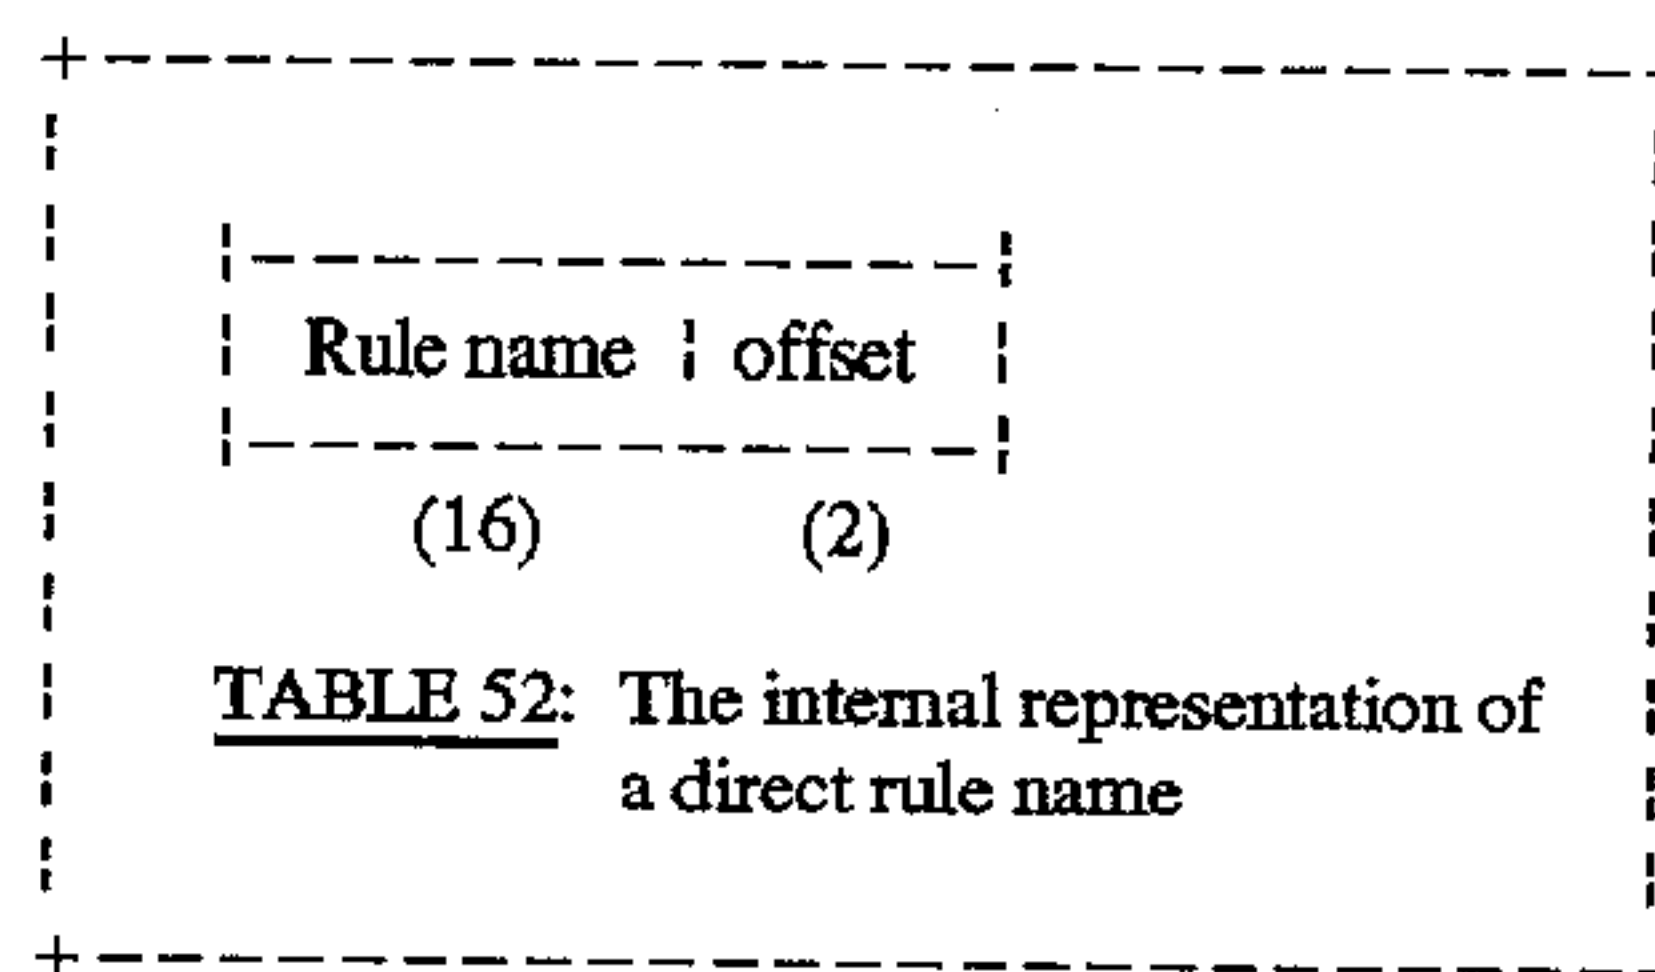 Rule name ¦ offset
(16) (2)
TABLE 52: The internal representation of
a direct rule name